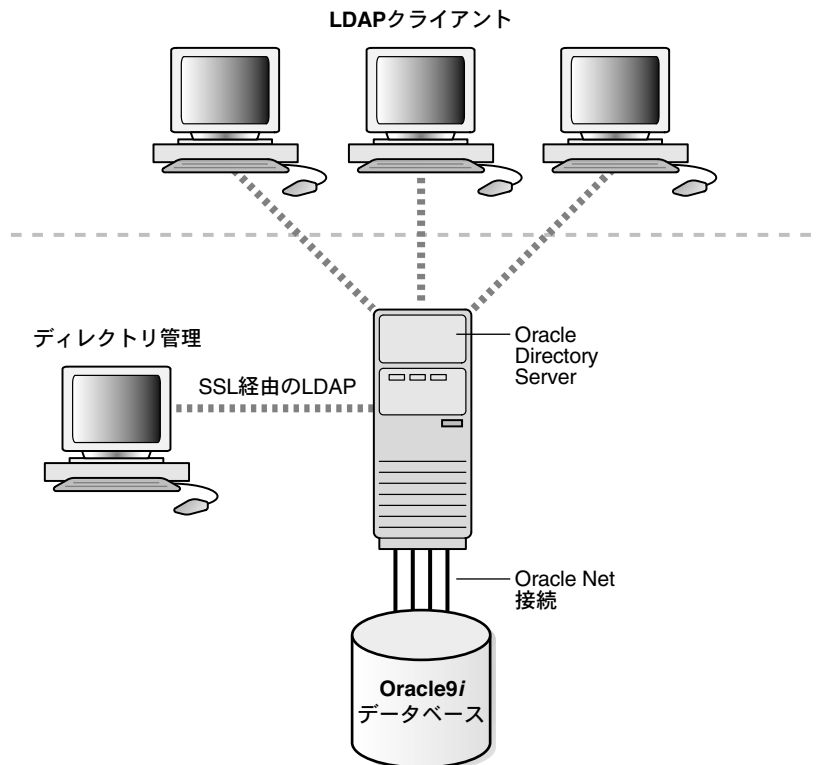 LDAPクライアント
Oracle
Directory
Server
ディレクトリ管理
SSL経由のLDAP
Oracle Net
接続
Oracle9i
データベース